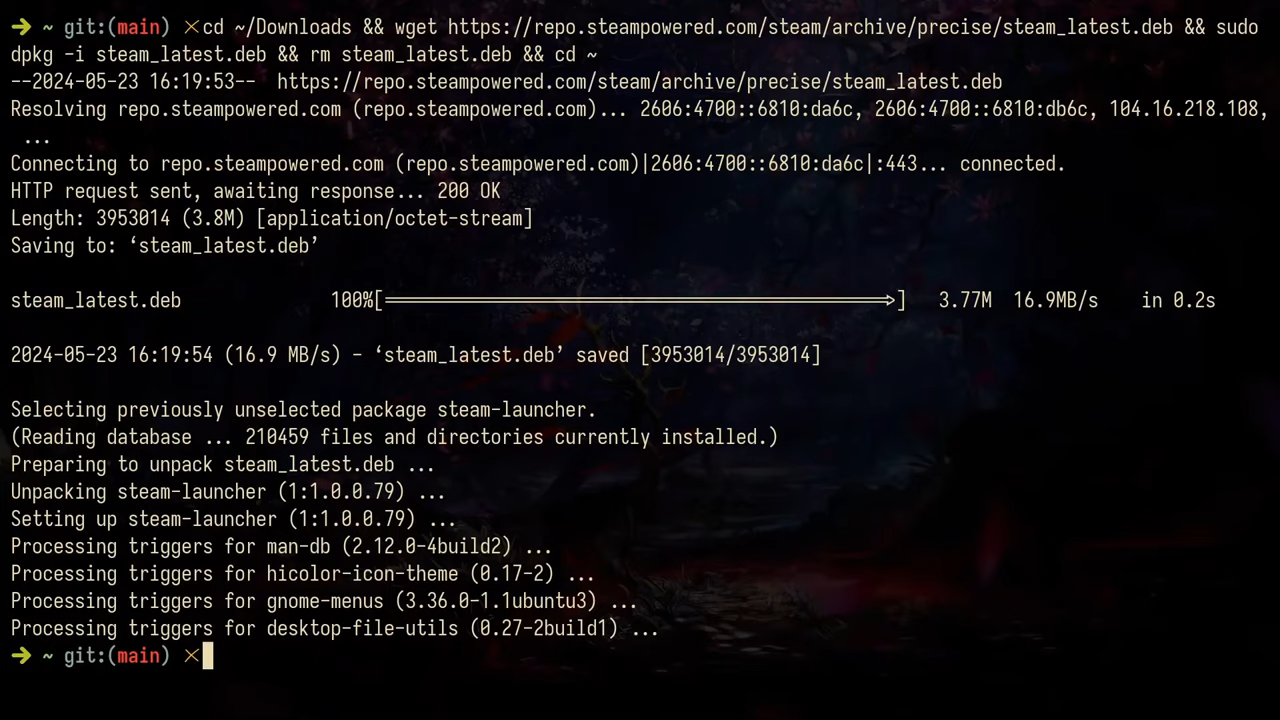 ➜ ~ git:(main) ✗cd ~/Downloads && wget https://repo.steampowered.com/steam/archive/precise/steam_latest.deb && sudo
dpkg -i steam_latest.deb && rm steam_latest.deb && cd ~
--2024-05-23 16:19:53--  https://repo.steampowered.com/steam/archive/precise/steam_latest.deb
Resolving repo.steampowered.com (repo.steampowered.com)... 2606:4700::6810:da6c, 2606:4700::6810:db6c, 104.16.218.108,
...
Connecting to repo.steampowered.com (repo.steampowered.com)|2606:4700::6810:da6c|:443... connected.
HTTP request sent, awaiting response... 200 OK
Length: 3953014 (3.8M) [application/octet-stream]
Saving to: ‘steam_latest.deb’
steam_latest.deb 100%[================================================>] 3.77M 16.9MB/s in 0.2s
2024-05-23 16:19:54 (16.9 MB/s) - ‘steam_latest.deb’ saved [3953014/3953014]
Selecting previously unselected package steam-launcher.
(Reading database ... 210459 files and directories currently installed.)
Preparing to unpack steam_latest.deb ...
Unpacking steam-launcher (1:1.0.0.79) ...
Setting up steam-launcher (1:1.0.0.79) ...
Processing triggers for man-db (2.12.0-4build2) ...
Processing triggers for hicolor-icon-theme (0.17-2) ...
Processing triggers for gnome-menus (3.36.0-1.1ubuntu3) ...
Processing triggers for desktop-file-utils (0.27-2build1) ...
➜ ~ git:(main) ✗